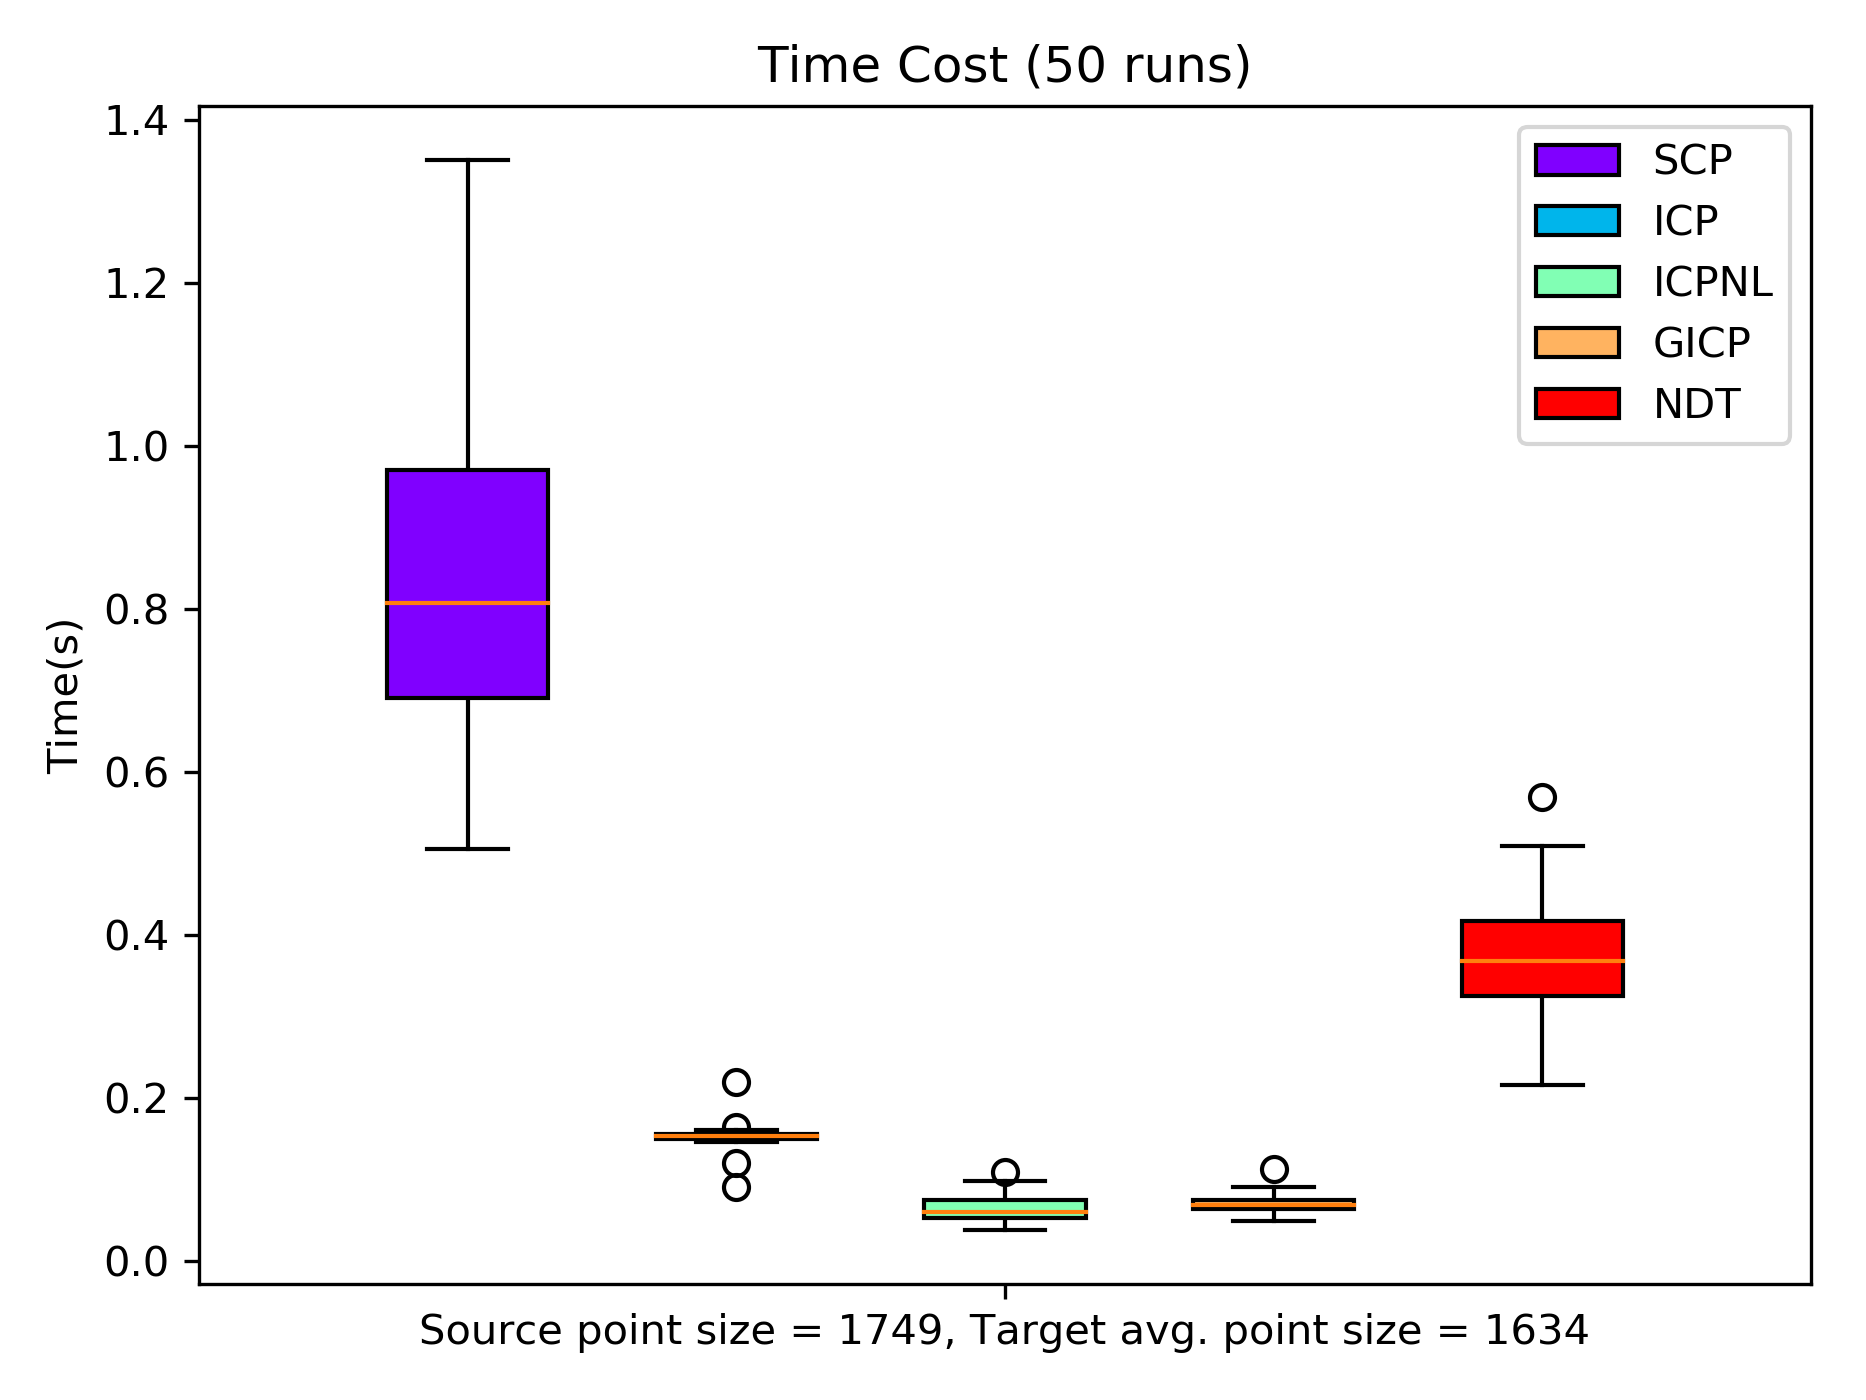 Time Cost (50 runs)
1.4
1.2
1.0
0.8
0.6
0.4
0.2
0.0
Time(s)
SCP
ICP
ICPNL
GICP
NDT
Source point size = 1749, Target avg. point size = 1634